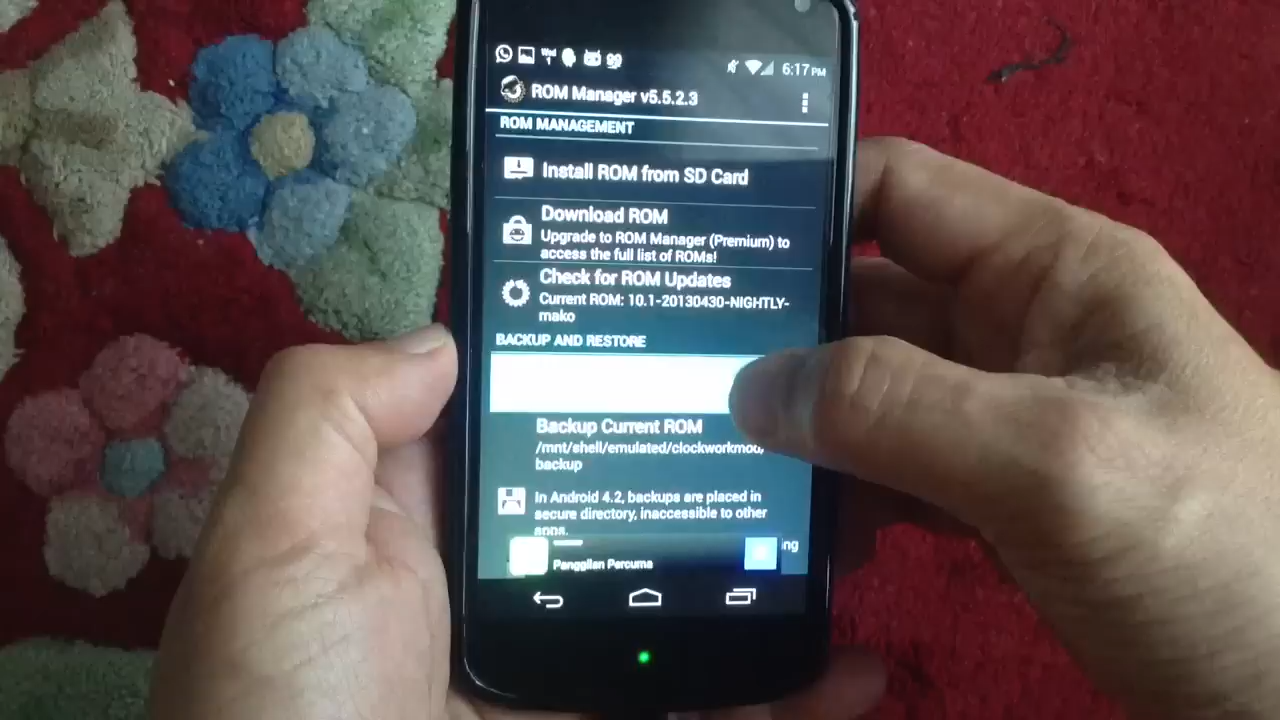 6:17 PM
ROM Manager v5.5.2.3
ROM MANAGEMENT
Install ROM from SD Card
Download ROM
Upgrade to ROM Manager (Premium) to
access the full list of ROMs!
Check for ROM Updates
Current ROM: 10.1-20130430-NIGHTLY-
mako
BACKUP AND RESTORE
Backup Current ROM
/mnt/shell/emulated/clockworkmod/
backup
In Android 4.2, backups are placed in
secure directory, inaccessible to other
apps.
Panggilan Percuma